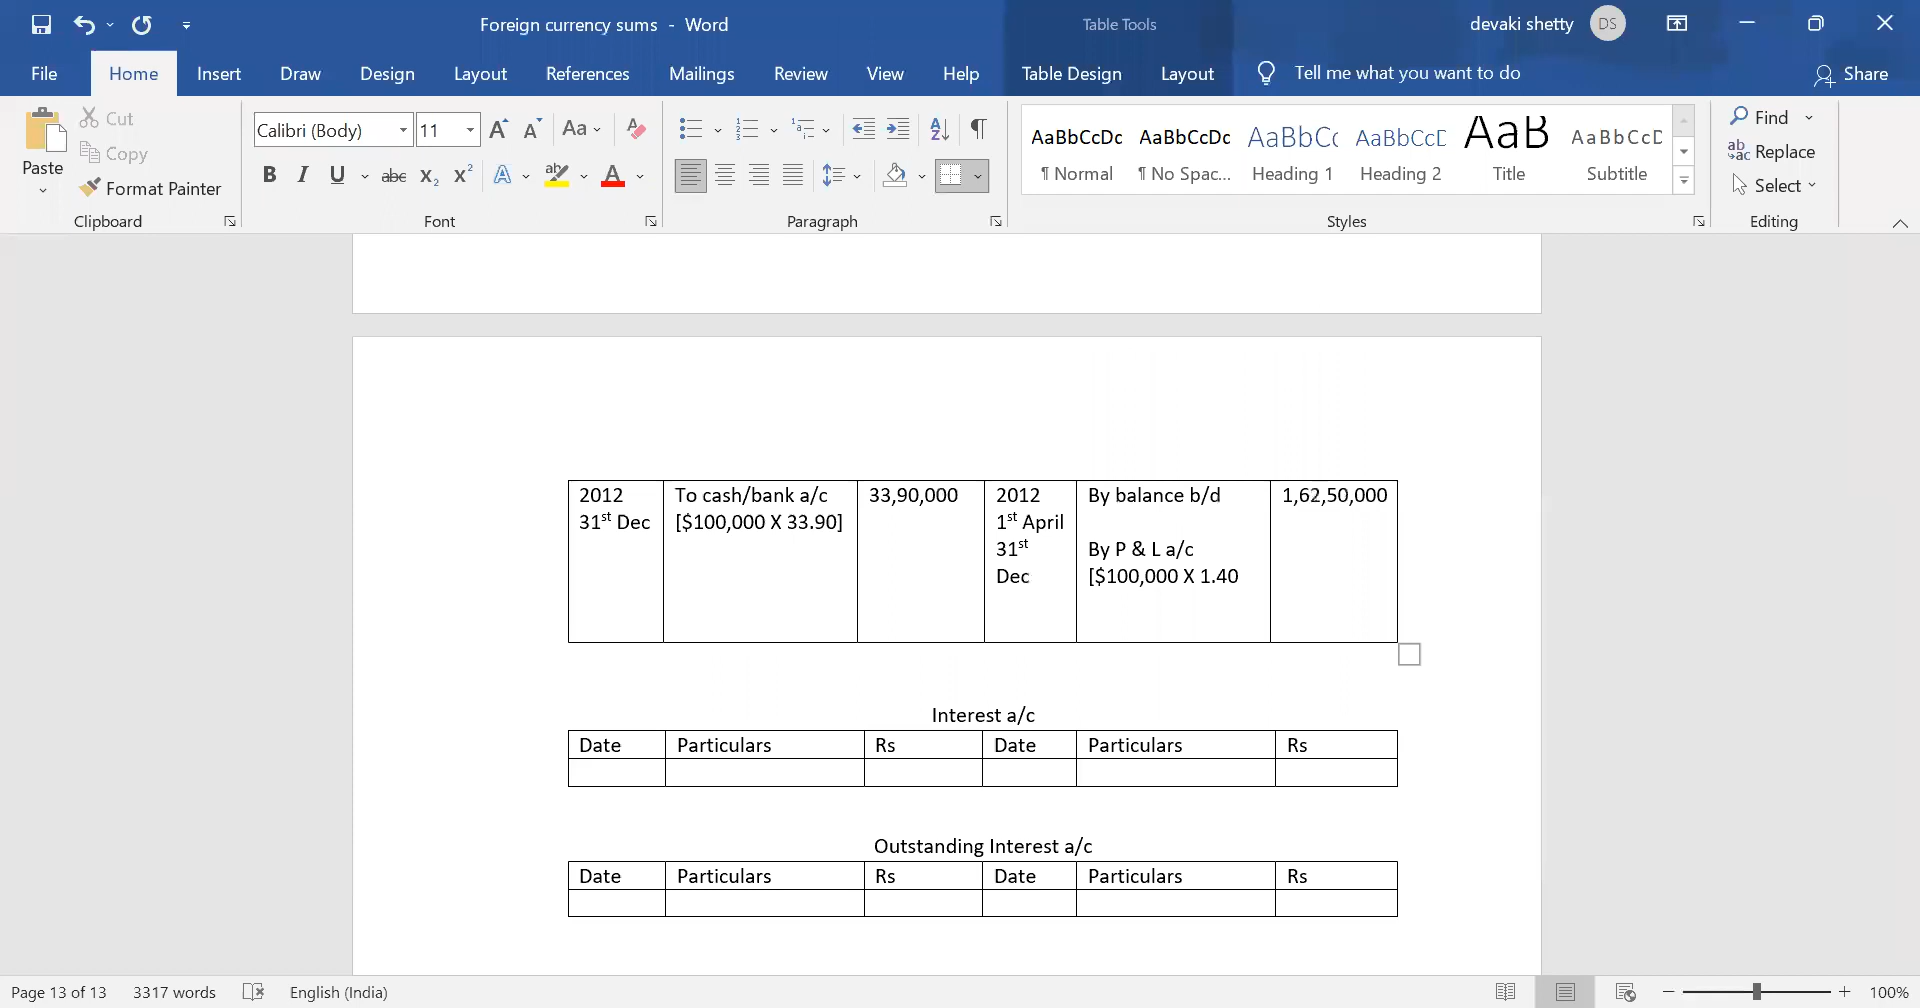 Foreign currency sums - Word
Table Tools
devaki shetty
DS
File
Home
Insert
Draw
Design
Layout
References
Mailings
Review
View
Help
Table Design
Layout
Tell me what you want to do
Share
Paste
Cut
Copy
Format Painter
Clipboard
Calibri (Body)
11
Font
Paragraph
AaBbCcDc
¶ Normal
AaBbCcDc
¶ No Spac...
AaBbCc
Heading 1
AaBbCcD
Heading 2
AaB
Title
AaBbCcD
Subtitle
Styles
Find
Replace
Select
Editing
2012
31st Dec
To cash/bank a/c
[$100,000 X 33.90]
33,90,000
2012
1st April
31st
Dec
By balance b/d
By P & L a/c
[$100,000 X 1.40
1,62,50,000
Interest a/c
Date Particulars Rs Date Particulars Rs
Outstanding Interest a/c
Date Particulars Rs Date Particulars Rs
Page 13 of 13
3317 words
English (India)
100%